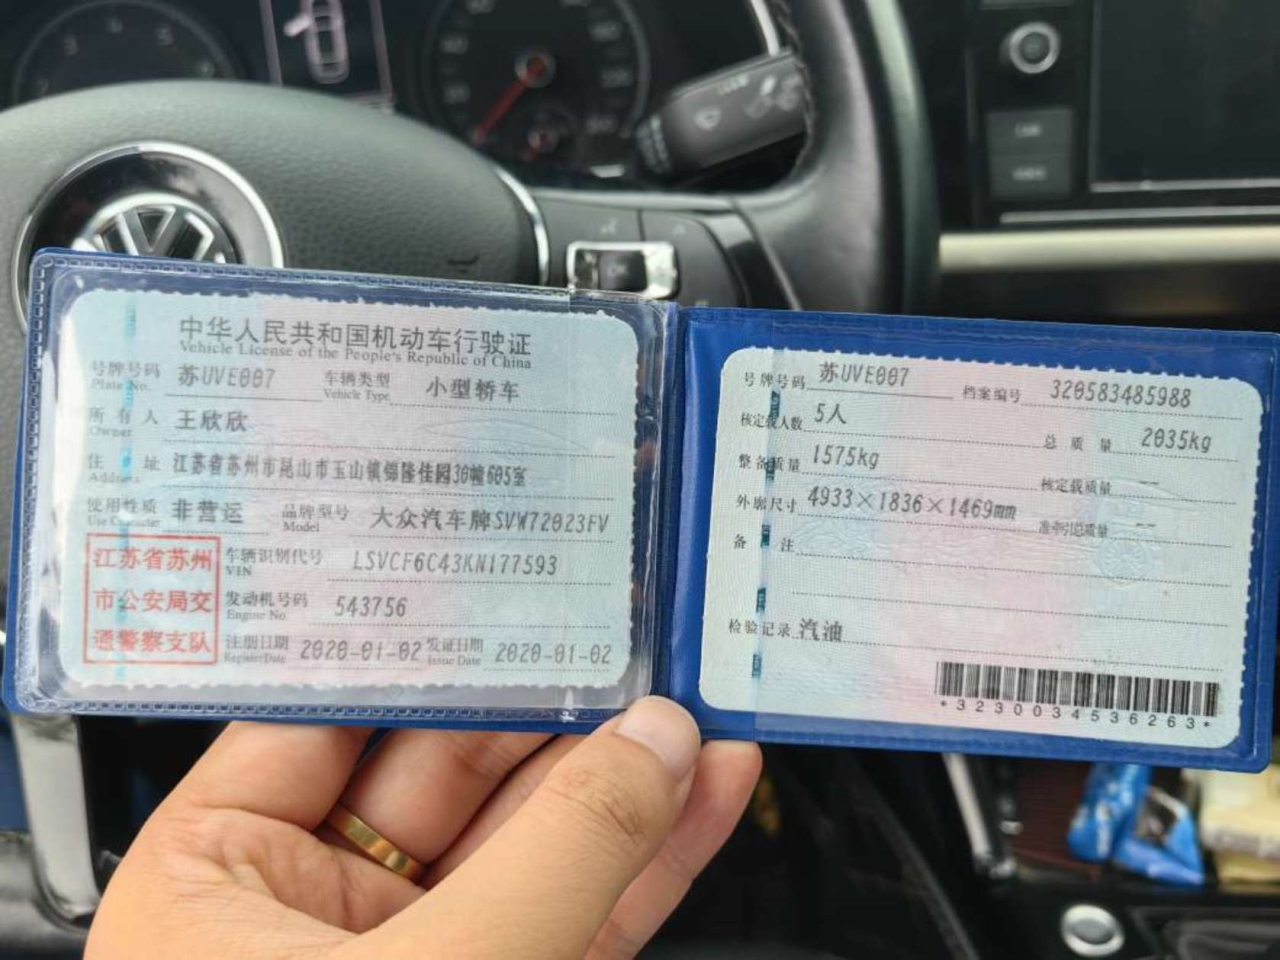 中华人民共和国机动车行驶证
Vehicle License of the People's Republic of China
号牌号码 苏UVE007 车辆类型 小型轿车
Plate No. Vehicle Type
所有人 王欣欣
Owner
住址 江苏省苏州市昆山市玉山镇锦隆佳园30幢605室
Address
使用性质 非营运 品牌型号 大众汽车牌SVW72023FV
Use Character Model
江苏省苏州
市公安局交
通警察支队
车辆识别代号 LSVCF6C43KN177593
VIN
发动机号码 543756
Engine No.
注册日期 2020-01-02 发证日期 2020-01-02
Register Date Issue Date
号牌号码 苏UVE007 档案编号 320583485988
核定载人数 5人 总质量 2035kg
整备质量 1575kg 核定载质量 --
外廓尺寸 4933×1836×1469mm 准牵引总质量 --
备注
检验记录 汽油
*3230034536263*